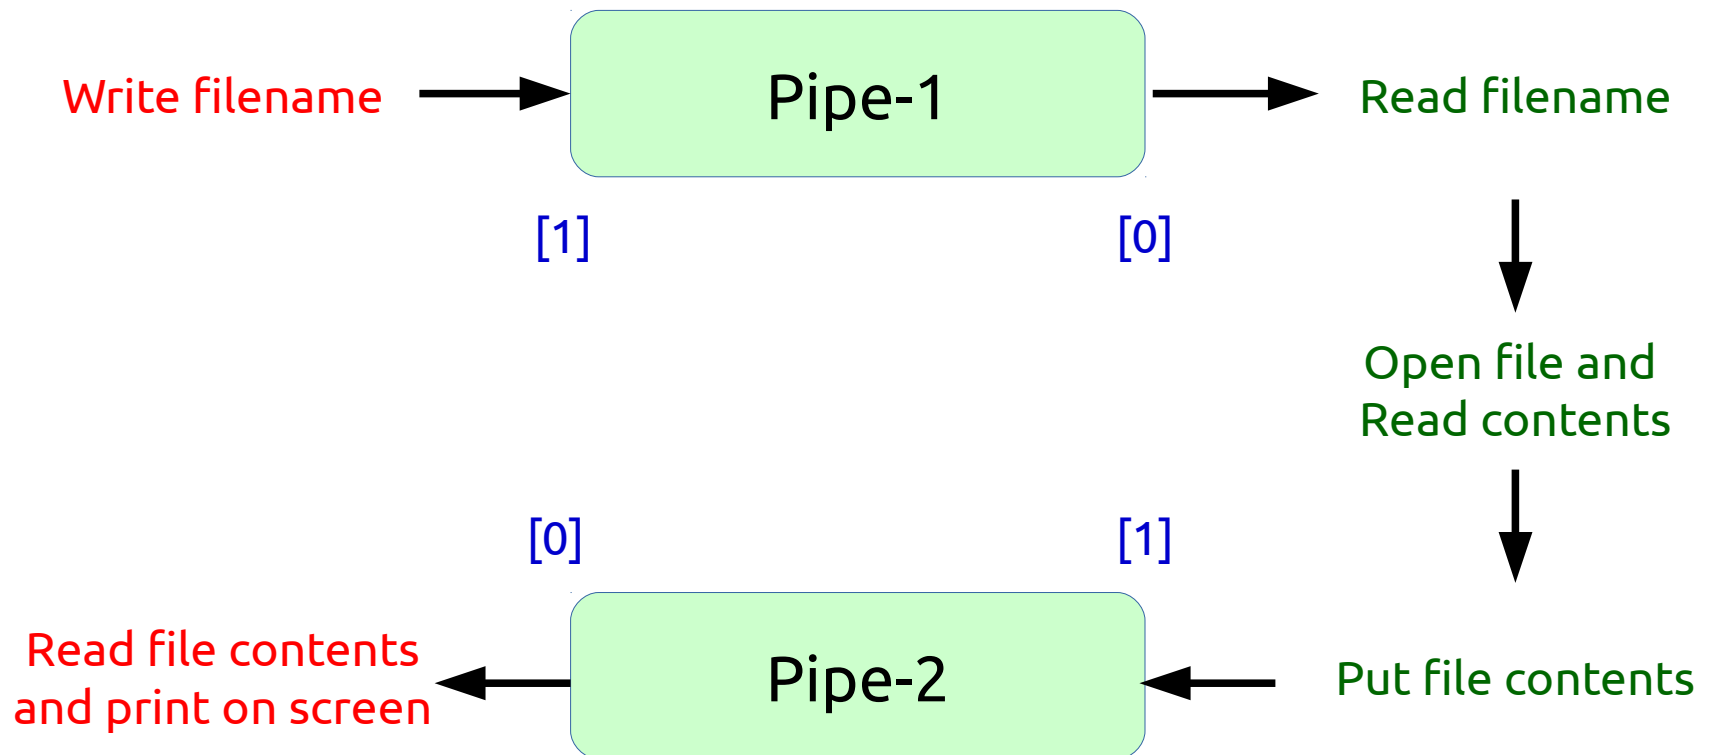 Write filename
Pipe-1
Read filename
[1]
[0]
Open file and
Read contents
[0]
[1]
Read file contents
and print on screen
Pipe-2
Put file contents